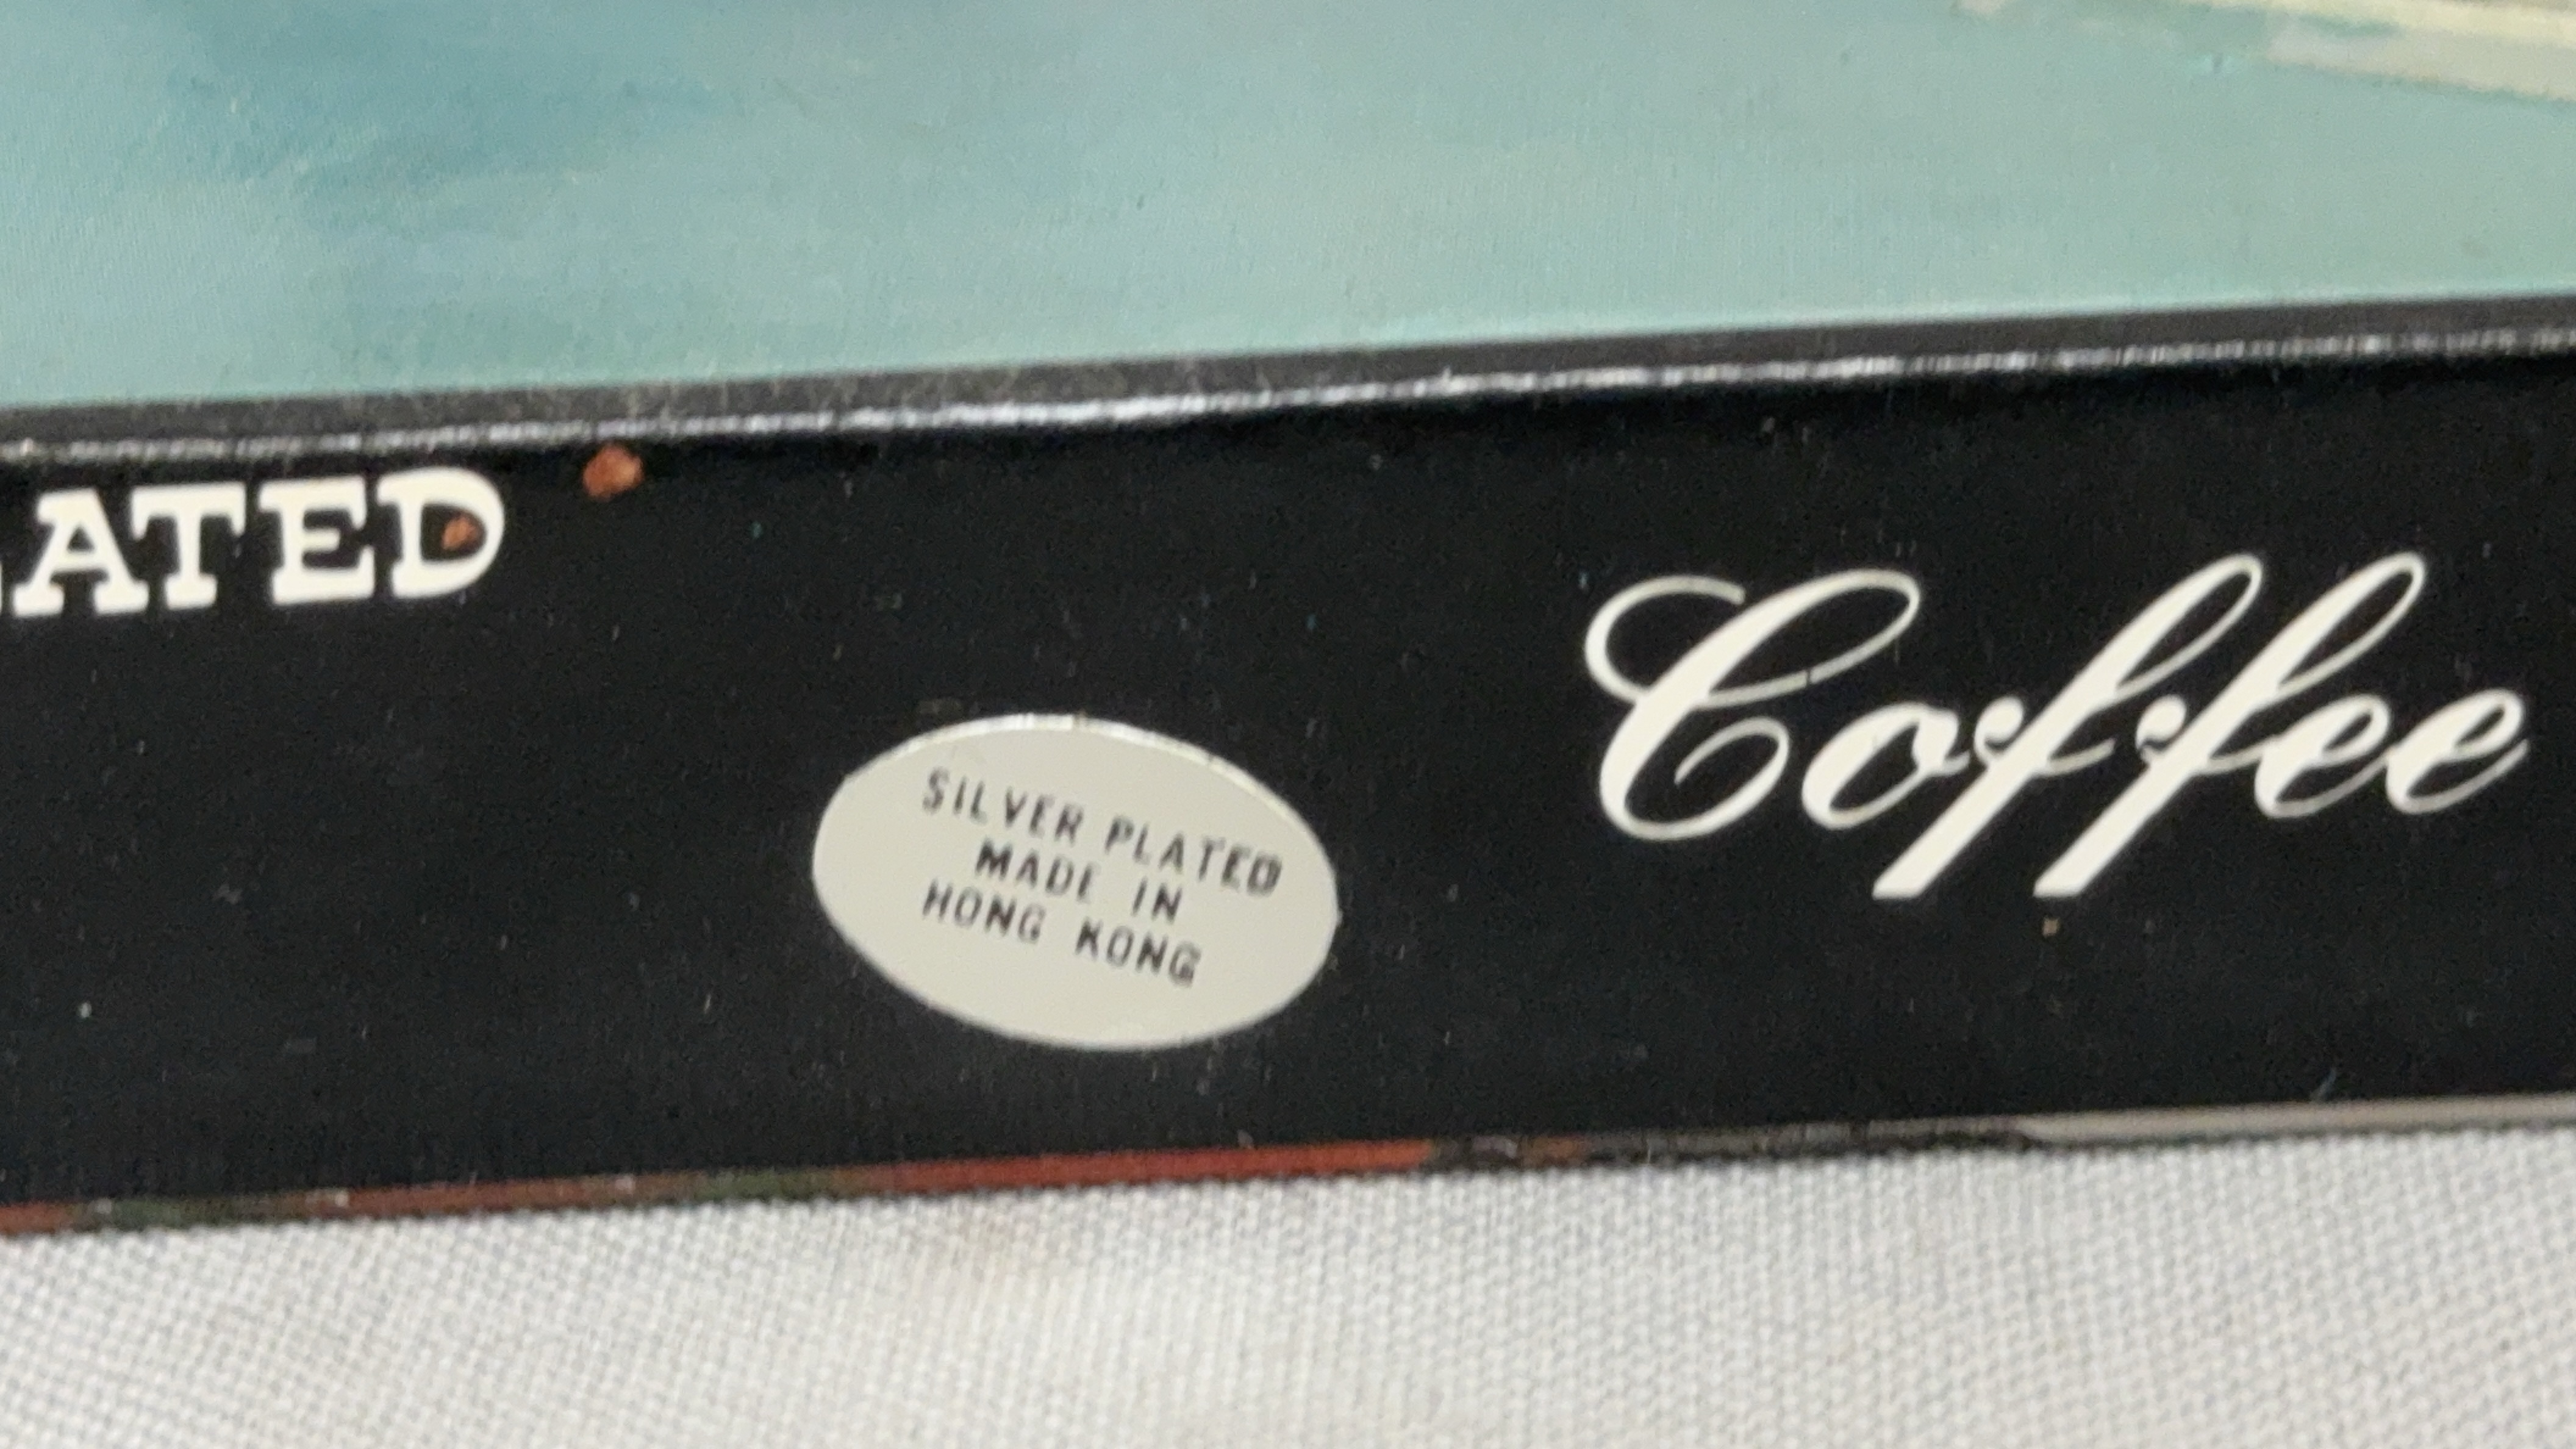 ATED
Coffee
SILVER PLATED
MADE IN
HONG KONG